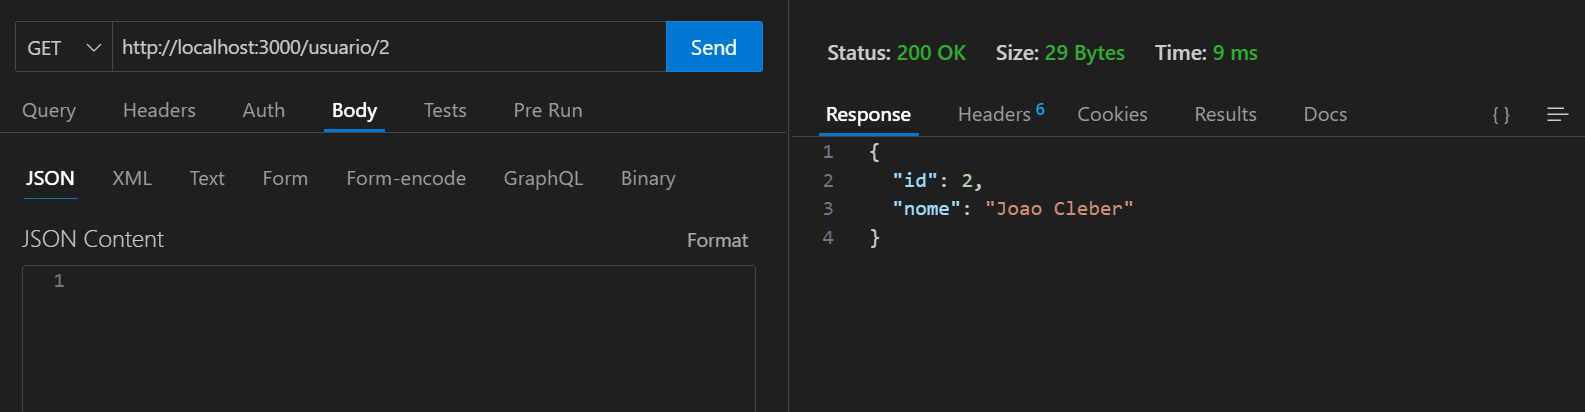 GET http://localhost:3000/usuario/2 Send
Query Headers Auth Body Tests Pre Run
JSON XML Text Form Form-encode GraphQL Binary
JSON Content Format
1
Status: 200 OK Size: 29 Bytes Time: 9 ms
Response Headers 6 Cookies Results Docs { }
1 {
2 "id": 2,
3 "nome": "Joao Cleber"
4 }